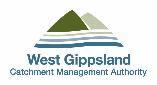 West Gippsland
Catchment Management Authority